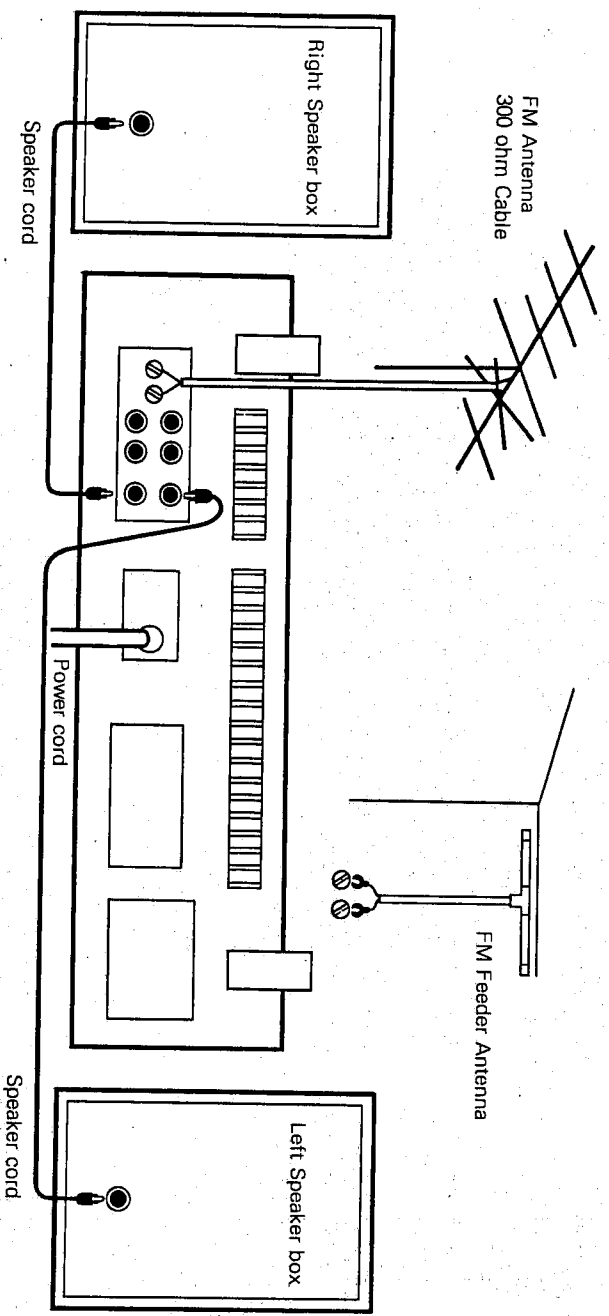 FM Antenna
300 ohm Cable
FM Feeder Antenna
Right Speaker box
Left Speaker box
Speaker cord
Power cord
Speaker cord